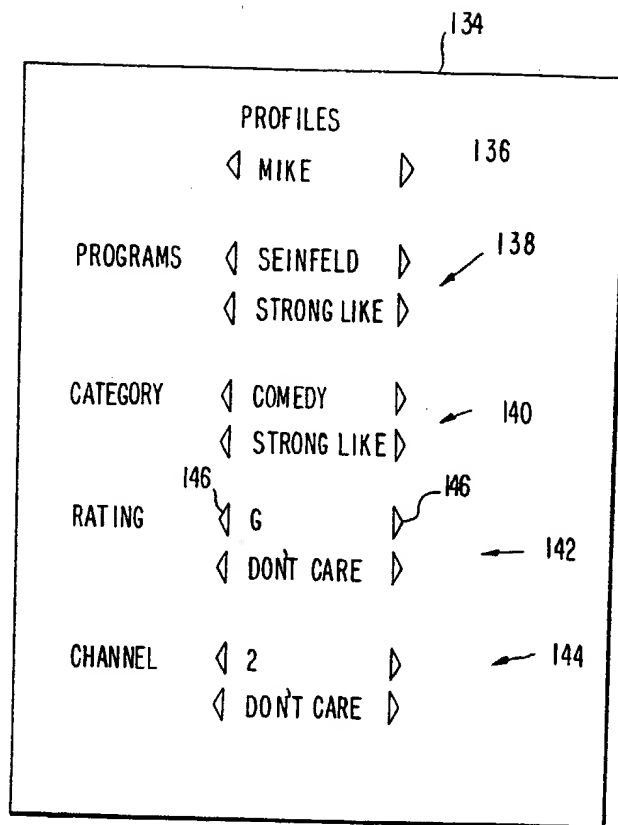 134
PROFILES
MIKE 136
PROGRAMS SEINFELD 138
STRONG LIKE
CATEGORY COMEDY 140
STRONG LIKE
146 146
RATING G
DON'T CARE 142
CHANNEL 2 144
DON'T CARE